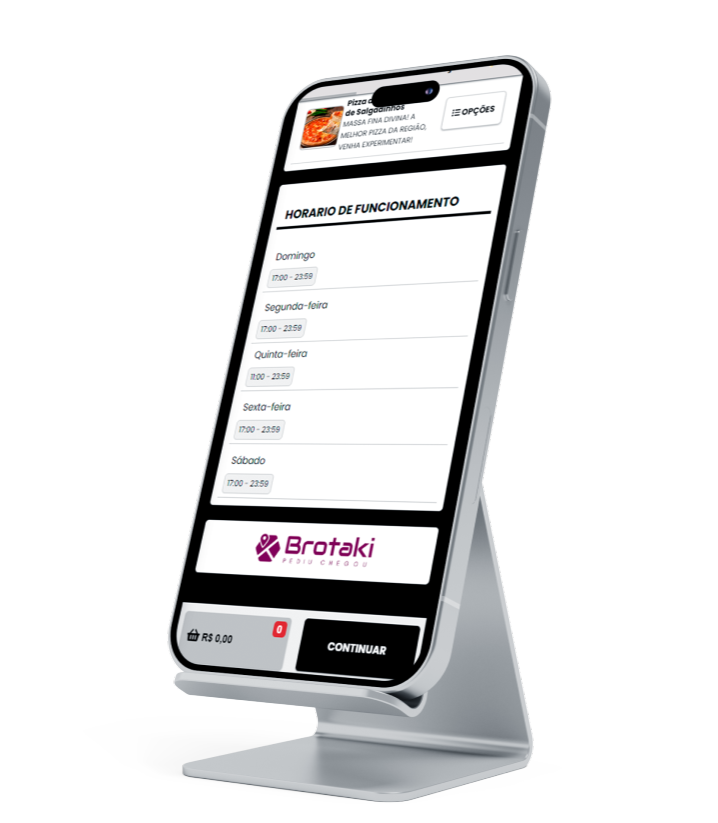 Pizza
de Salgadinhos
MASSA FINA DIVINA! A
MELHOR PIZZA DA REGIÃO,
VENHA EXPERIMENTAR!
OPÇÕES
HORARIO DE FUNCIONAMENTO
Domingo
17:00 - 23:59
Segunda-feira
17:00 - 23:59
Quinta-feira
11:00 - 23:59
Sexta-feira
17:00 - 23:59
Sábado
17:00 - 23:59
Brotaki
PEDIU CHEGOU
R$ 0,00
0
CONTINUAR